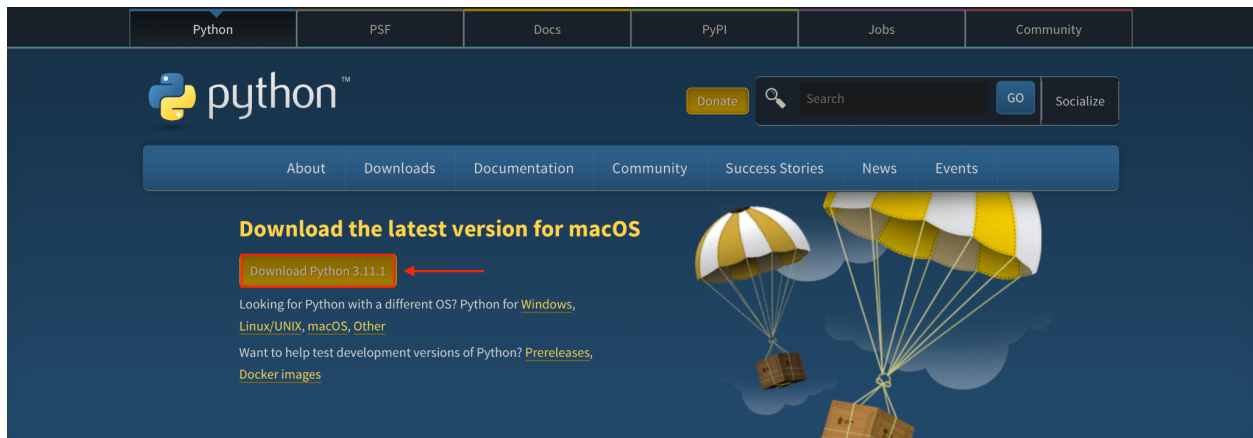 Python PSF Docs PyPI Jobs Community
python™
Donate Search GO Socialize
About Downloads Documentation Community Success Stories News Events
Download the latest version for macOS
Download Python 3.11.1
Looking for Python with a different OS? Python for Windows,
Linux/UNIX, macOS, Other
Want to help test development versions of Python? Prereleases,
Docker images